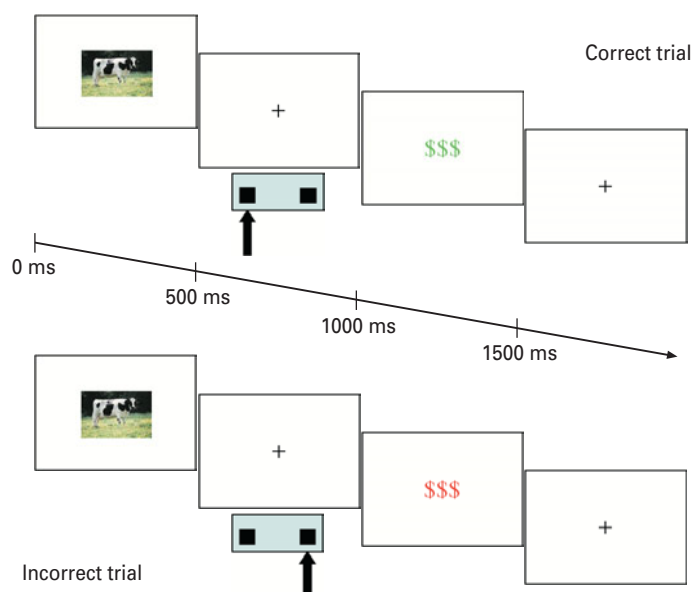 Correct trial
+
$$$
+
0 ms
500 ms
1000 ms
1500 ms
+
$$$
+
Incorrect trial